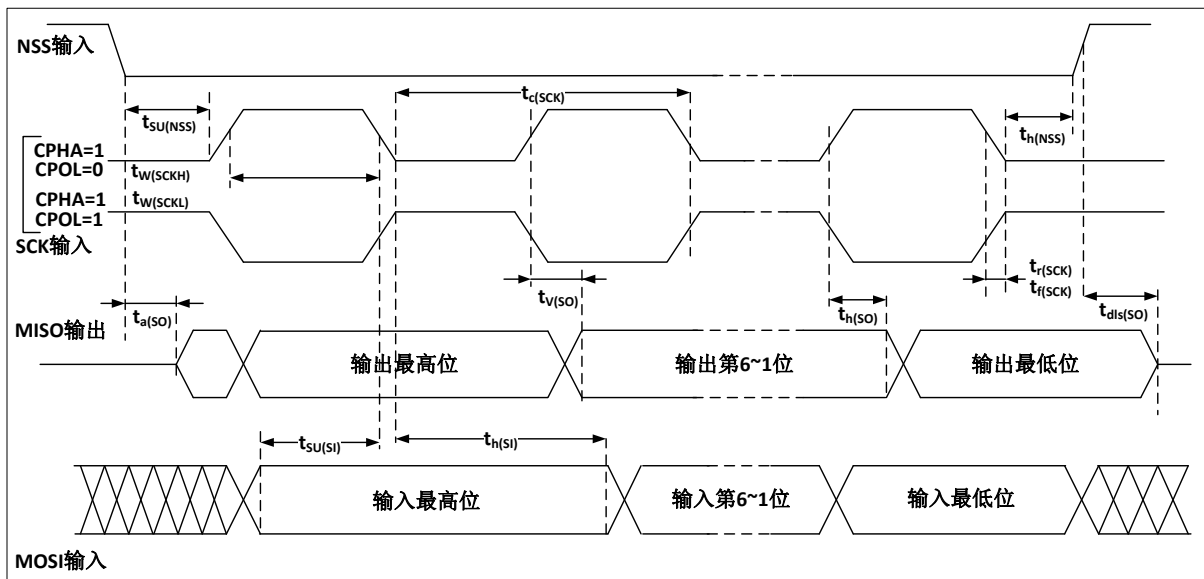 NSS输入
tSU(NSS)
tc(SCK)
th(NSS)
CPHA=1
CPOL=0
tW(SCKH)
CPHA=1
CPOL=1
tW(SCKL)
SCK输入
ta(SO)
tV(SO)
th(SO)
tr(SCK)
tf(SCK)
tdis(SO)
MISO输出
输出最高位
输出第6~1位
输出最低位
tSU(SI)
th(SI)
输入最高位
输入第6~1位
输入最低位
MOSI输入